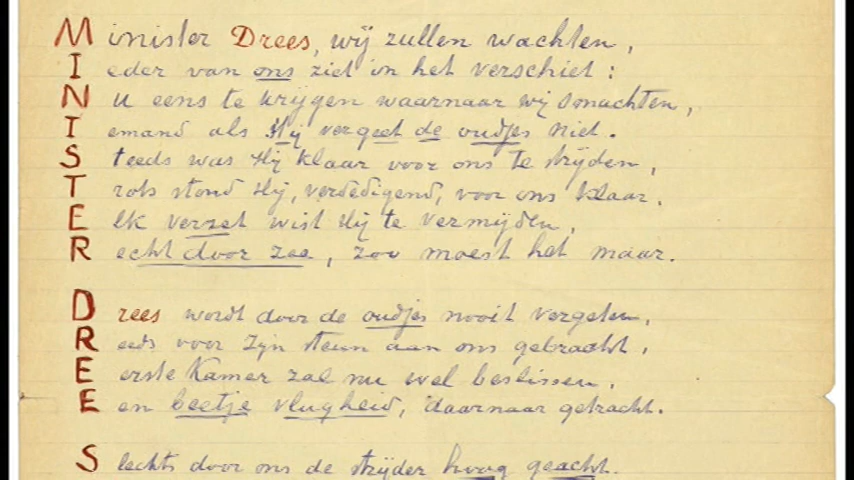 Minister Drees, wij zullen wachten,
Ieder van ons ziet in het verschiet:
Nu eens te krijgen waarnaar wij smachten,
Iemand als Hij vergeet de oudjes niet.
Steeds was Hij klaar voor ons te strijden,
Trots stond Hij, verdedigend, voor ons klaar.
Elk verzet wist Hij te vermijden,
Recht door zee, zoo moest het maar.
Drees wordt door de oudjes nooit vergeten,
Reeds voor zijn steun aan ons gebracht,
Eerste Kamer zal nu wel beslissen,
Een beetje vlugheid, daarnaar getracht.
Slechts door ons de strijder hoog geacht.